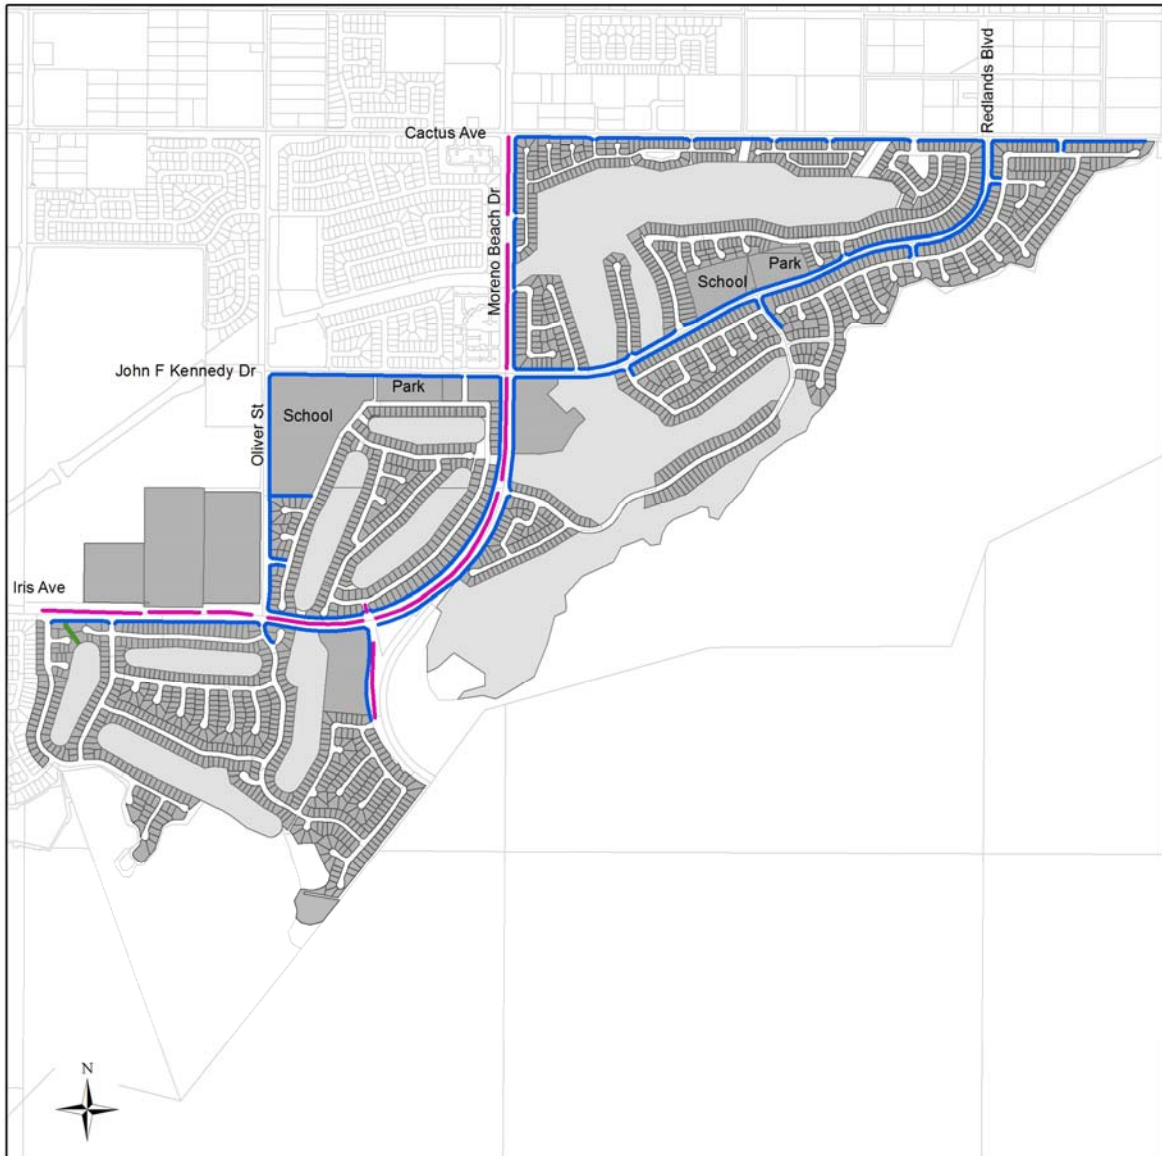 Redlands Blvd
Cactus Ave
Moreno Beach Dr
Park
School
John F Kennedy Dr
Park
School
Oliver St
Iris Ave
N